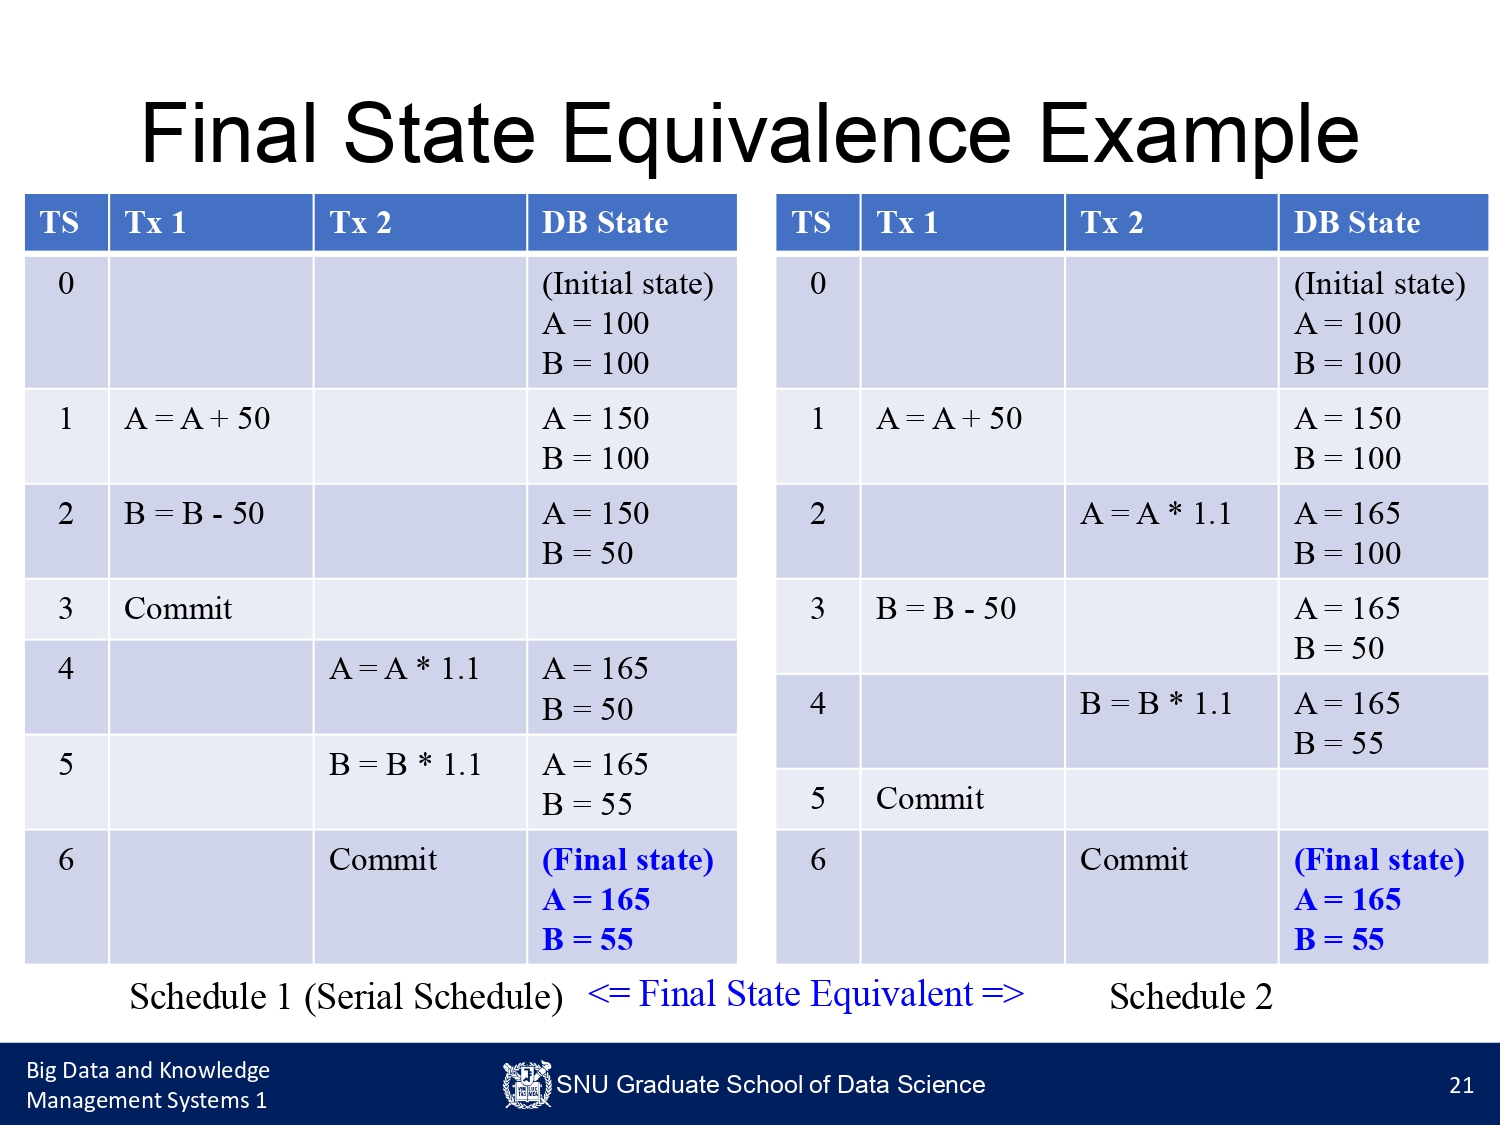 Final State Equivalence Example
TS Tx 1 Tx 2 DB State
0 (Initial state)
A = 100
B = 100
1 A = A + 50 A = 150
B = 100
2 B = B - 50 A = 150
B = 50
3 Commit
4 A = A * 1.1 A = 165
B = 50
5 B = B * 1.1 A = 165
B = 55
6 Commit (Final state)
A = 165
B = 55
TS Tx 1 Tx 2 DB State
0 (Initial state)
A = 100
B = 100
1 A = A + 50 A = 150
B = 100
2 A = A * 1.1 A = 165
B = 100
3 B = B - 50 A = 165
B = 50
4 B = B * 1.1 A = 165
B = 55
5 Commit
6 Commit (Final state)
A = 165
B = 55
Schedule 1 (Serial Schedule) <= Final State Equivalent => Schedule 2
Big Data and Knowledge
Management Systems 1
SNU Graduate School of Data Science
21